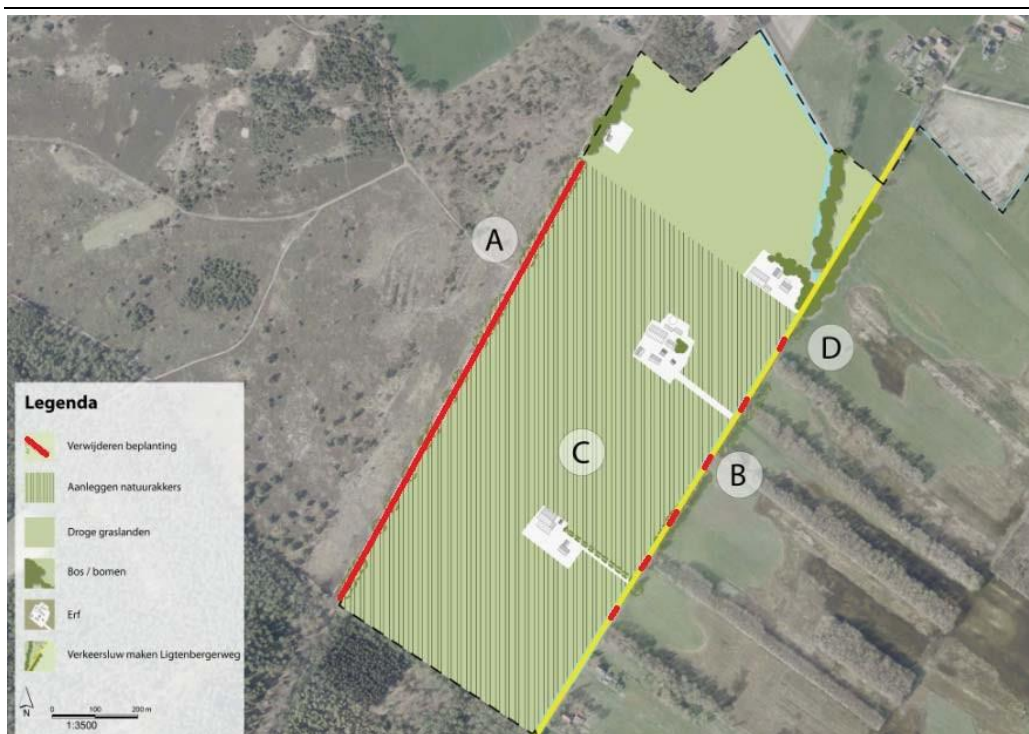 A
D
C
B
Legenda
Verwijderen beplanting
Aanleggen natuurakkers
Droge graslanden
Bos / bomen
Erf
Verkeersluw maken Ligtenbergerweg
N
0 100 200 m
1:3500